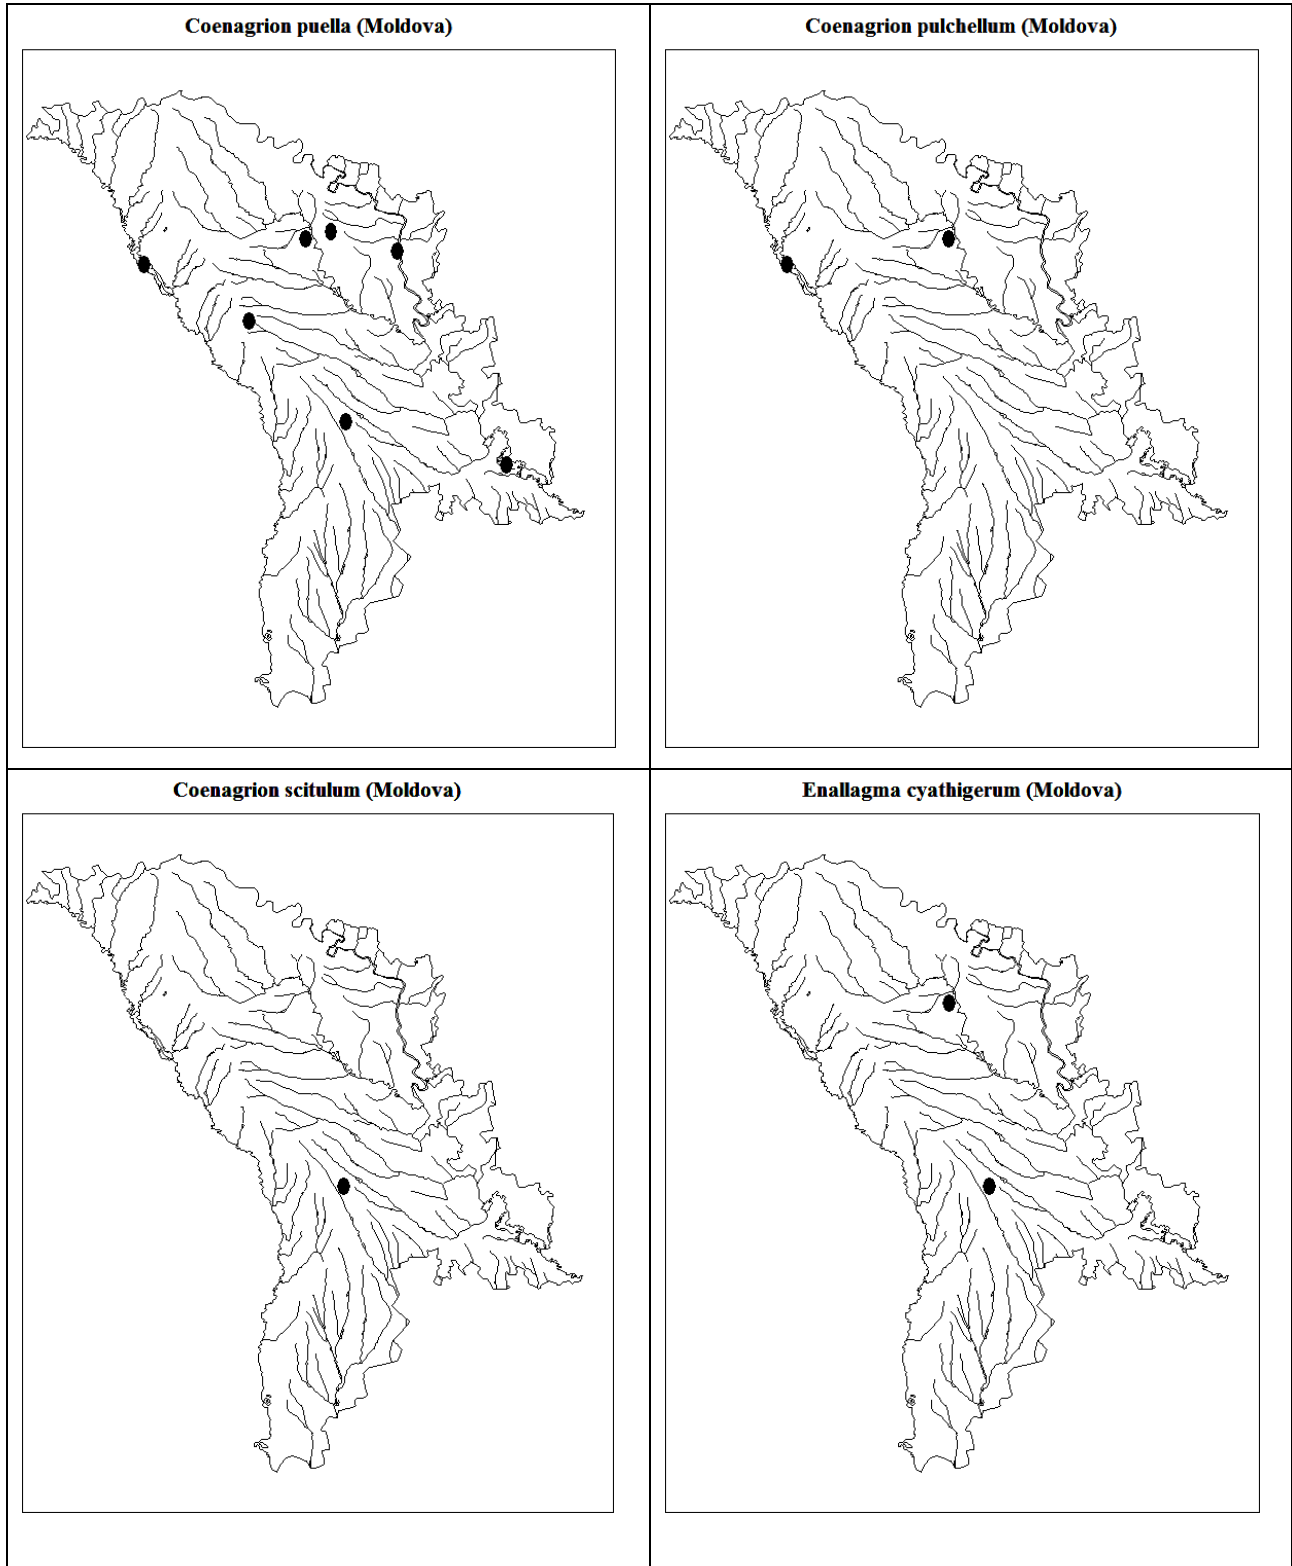 Coenagrion puella (Moldova)
Coenagrion pulchellum (Moldova)
Coenagrion scitulum (Moldova)
Enallagma cyathigerum (Moldova)